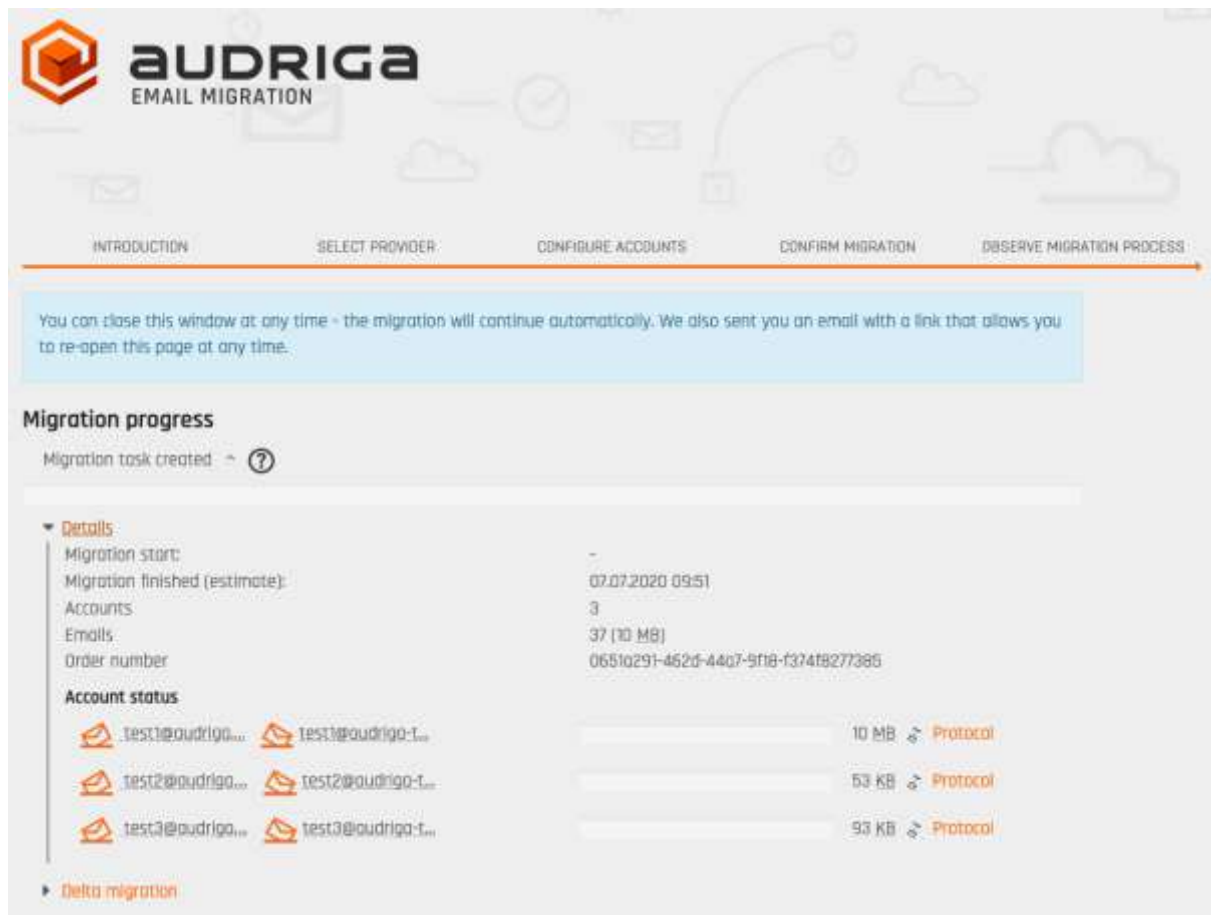 audriga
EMAIL MIGRATION
INTRODUCTION
SELECT PROVIDER
CONFIGURE ACCOUNTS
CONFIRM MIGRATION
OBSERVE MIGRATION PROCESS
You can close this window at any time - the migration will continue automatically. We also sent you an email with a link that allows you
to re-open this page at any time.
Migration progress
Migration task created
Details
Migration start: -
Migration finished (estimate): 07.07.2020 09:51
Accounts 3
Emails 37 (10 MB)
Order number 0651a291-462d-44a7-9f18-f374f8277385
Account status
test1@audriga... test1@audriga-t... 10 MB Protocol
test2@audriga... test2@audriga-t... 53 KB Protocol
test3@audriga... test3@audriga-t... 93 KB Protocol
Delta migration